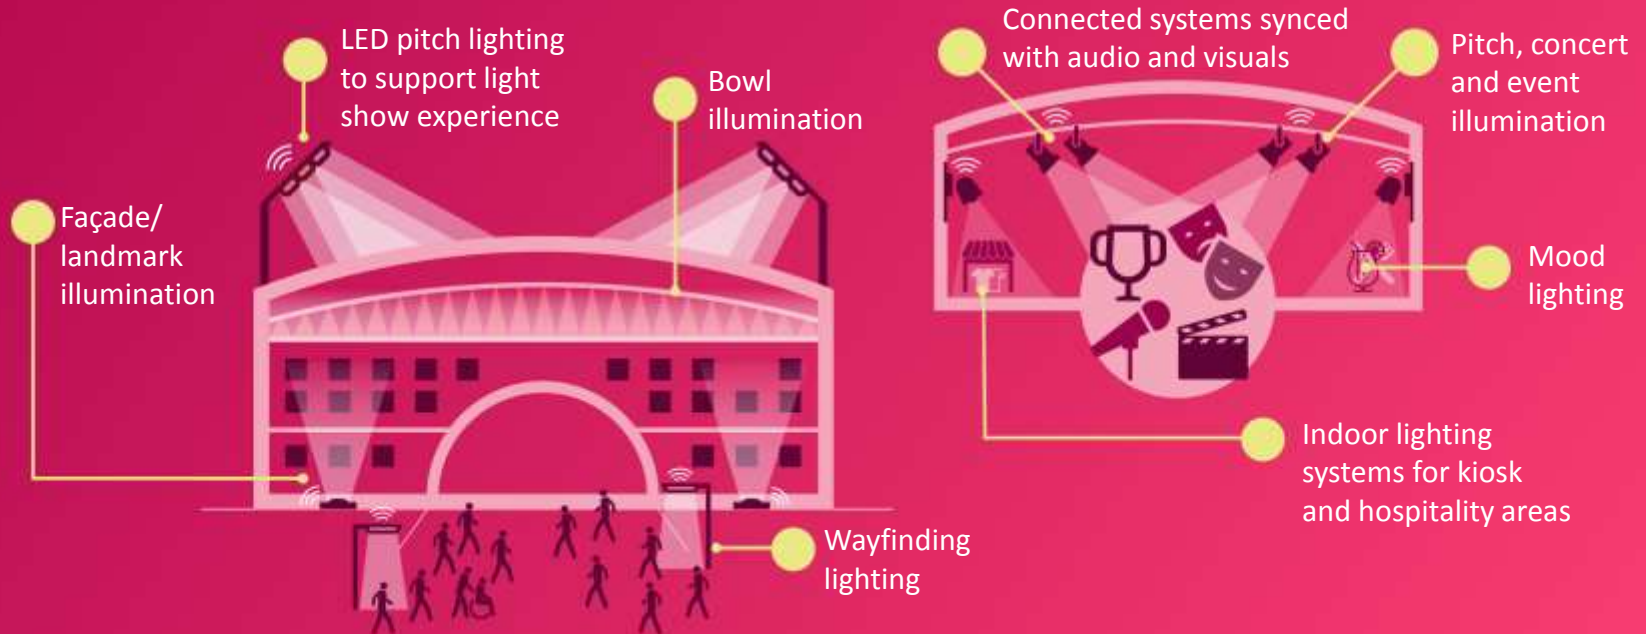 LED pitch lighting
to support light
show experience
Bowl
illumination
Façade/
landmark
illumination
Wayfinding
lighting
Connected systems synced
with audio and visuals
Pitch, concert
and event
illumination
Mood
lighting
Indoor lighting
systems for kiosk
and hospitality areas